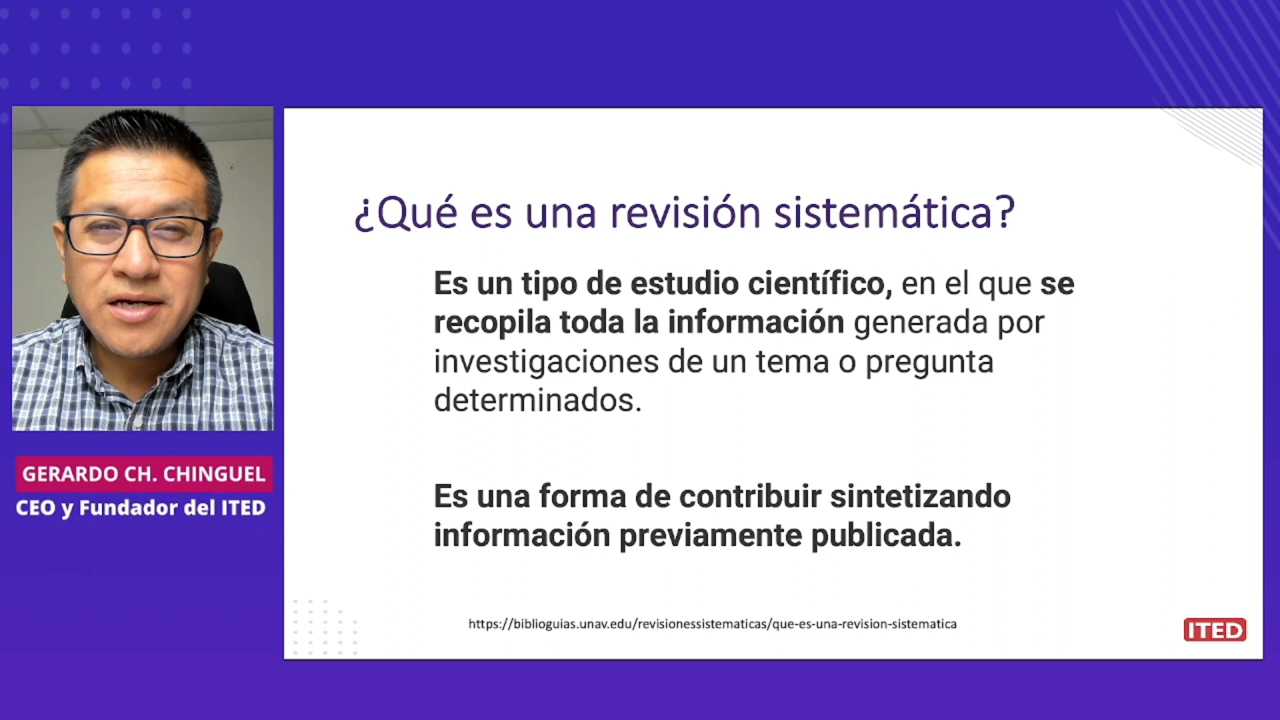 ¿Qué es una revisión sistemática?
Es un tipo de estudio científico, en el que se
recopila toda la información generada por
investigaciones de un tema o pregunta
determinados.
Es una forma de contribuir sintetizando
información previamente publicada.
https://biblioguias.unav.edu/revisionessistematicas/que-es-una-revision-sistematica
ITED
GERARDO CH. CHINGUEL
CEO y Fundador del ITED